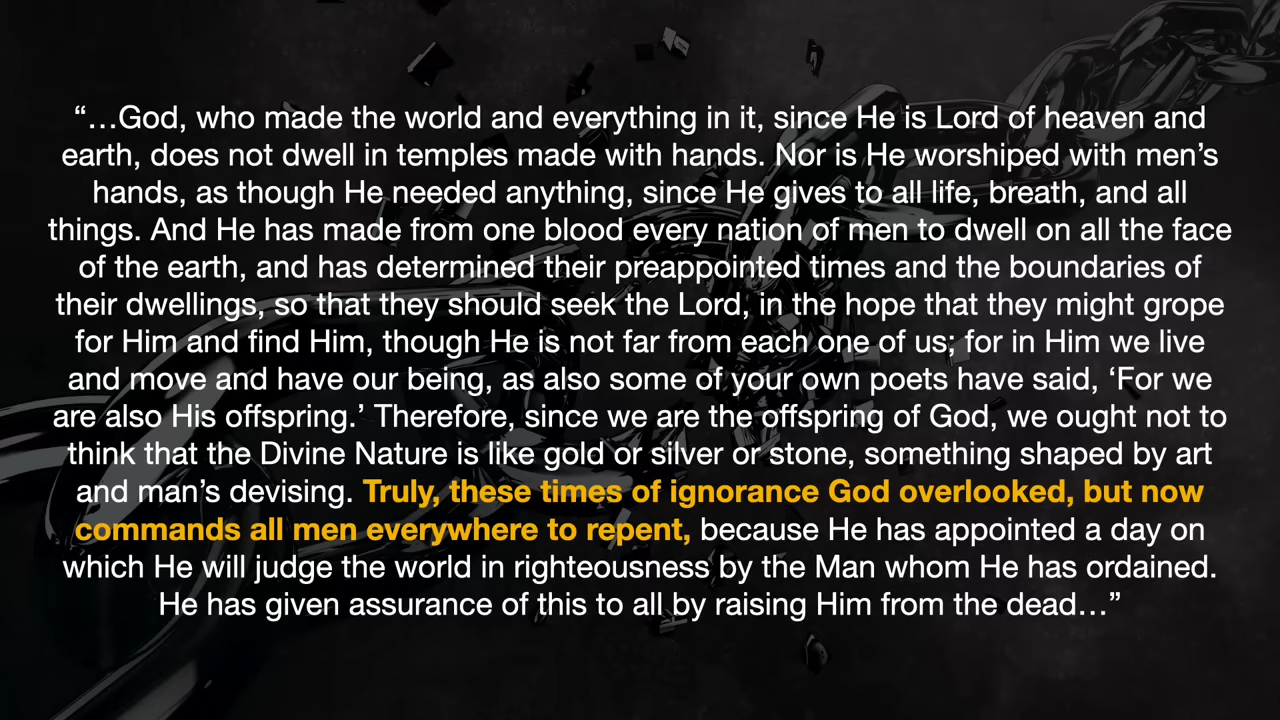 “…God, who made the world and everything in it, since He is Lord of heaven and
earth, does not dwell in temples made with hands. Nor is He worshiped with men’s
hands, as though He needed anything, since He gives to all life, breath, and all
things. And He has made from one blood every nation of men to dwell on all the face
of the earth, and has determined their preappointed times and the boundaries of
their dwellings, so that they should seek the Lord, in the hope that they might grope
for Him and find Him, though He is not far from each one of us; for in Him we live
and move and have our being, as also some of your own poets have said, ‘For we
are also His offspring.’ Therefore, since we are the offspring of God, we ought not to
think that the Divine Nature is like gold or silver or stone, something shaped by art
and man’s devising. Truly, these times of ignorance God overlooked, but now
commands all men everywhere to repent, because He has appointed a day on
which He will judge the world in righteousness by the Man whom He has ordained.
He has given assurance of this to all by raising Him from the dead…”